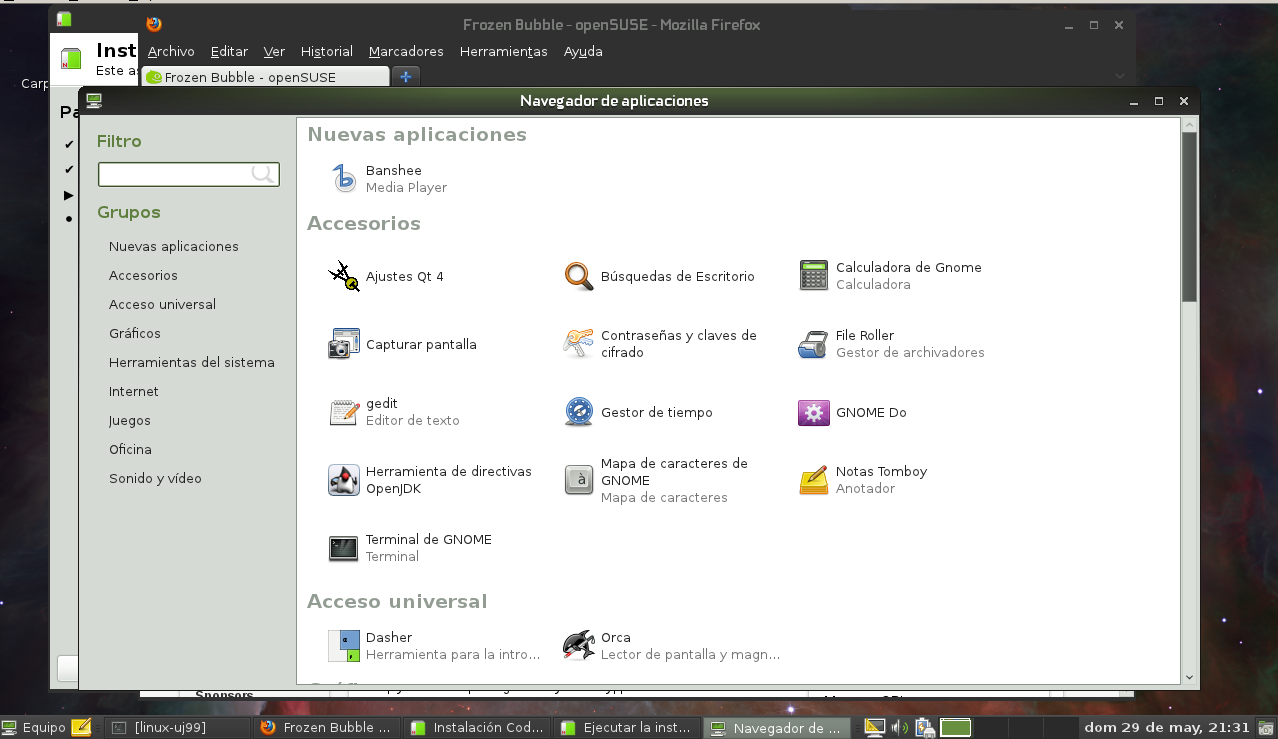 Frozen Bubble - openSUSE - Mozilla Firefox
Inst
Archivo Editar Ver Historial Marcadores Herramientas Ayuda
Este as
Carp
Frozen Bubble - openSUSE
Navegador de aplicaciones
Pa
Filtro
Grupos
Nuevas aplicaciones
Accesorios
Acceso universal
Gráficos
Herramientas del sistema
Internet
Juegos
Oficina
Sonido y vídeo
Nuevas aplicaciones
Banshee
Media Player
Accesorios
Ajustes Qt 4
Búsquedas de Escritorio
Calculadora de Gnome
Calculadora
Capturar pantalla
Contraseñas y claves de
cifrado
File Roller
Gestor de archivadores
gedit
Editor de texto
Gestor de tiempo
GNOME Do
Herramienta de directivas
OpenJDK
Mapa de caracteres de
GNOME
Mapa de caracteres
Notas Tomboy
Anotador
Terminal de GNOME
Terminal
Acceso universal
Dasher
Herramienta para la intro...
Orca
Lector de pantalla y magn...
Sponsors
Equipo
[linux-uj99]
Frozen Bubble ...
Instalación Cod...
Ejecutar la inst...
Navegador de ...
dom 29 de may, 21:31